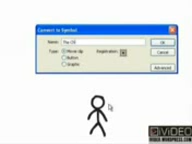 Convert to Symbol
Name:
Type: Movie clip Registration:
Button
Graphic
OK
Cancel
Advanced
VIDEO